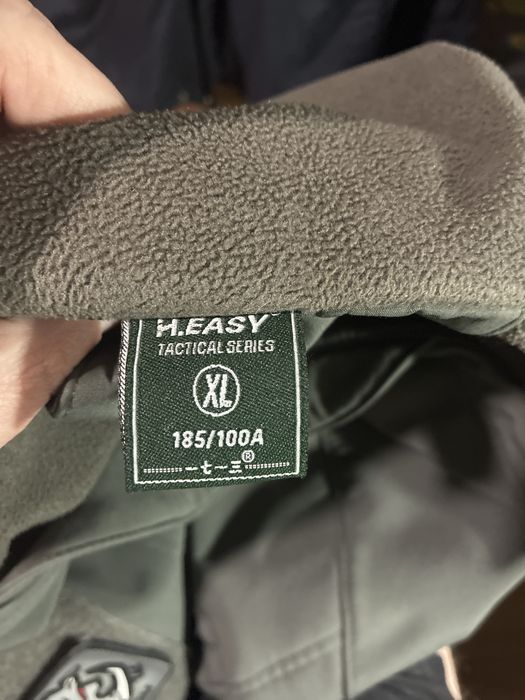 H.EASY
TACTICAL SERIES
XL
185/100A
一七一三®